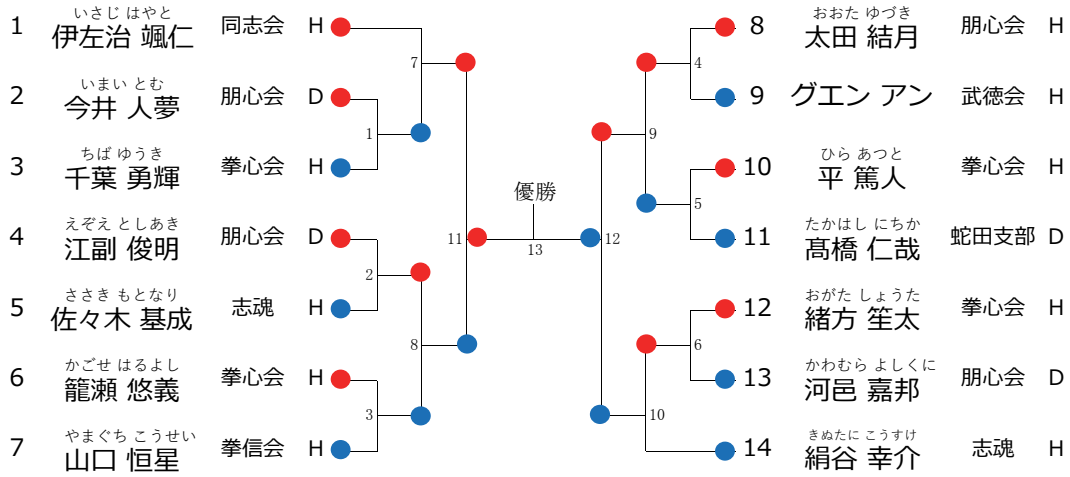 いさじ はやと
1 伊左治 颯仁 同志会 H
いまい とむ
2 今井 人夢 朋心会 D
ちば ゆうき
3 千葉 勇輝 拳心会 H
えぞえ としあき
4 江副 俊明 朋心会 D
ささき もとなり
5 佐々木 基成 志魂 H
かごせ はるよし
6 籠瀬 悠義 拳心会 H
やまぐち こうせい
7 山口 恒星 拳信会 H
7
1
2
8
3
11
優勝
13
12
9
4
5
6
10
おおた ゆづき
8 太田 結月 朋心会 H
9 グエン アン 武徳会 H
ひら あつと
10 平 篤人 拳心会 H
たかはし にちか
11 髙橋 仁哉 蛇田支部 D
おがた しょうた
12 緒方 笙太 拳心会 H
かわむら よしくに
13 河邑 嘉邦 朋心会 D
きぬたに こうすけ
14 絹谷 幸介 志魂 H